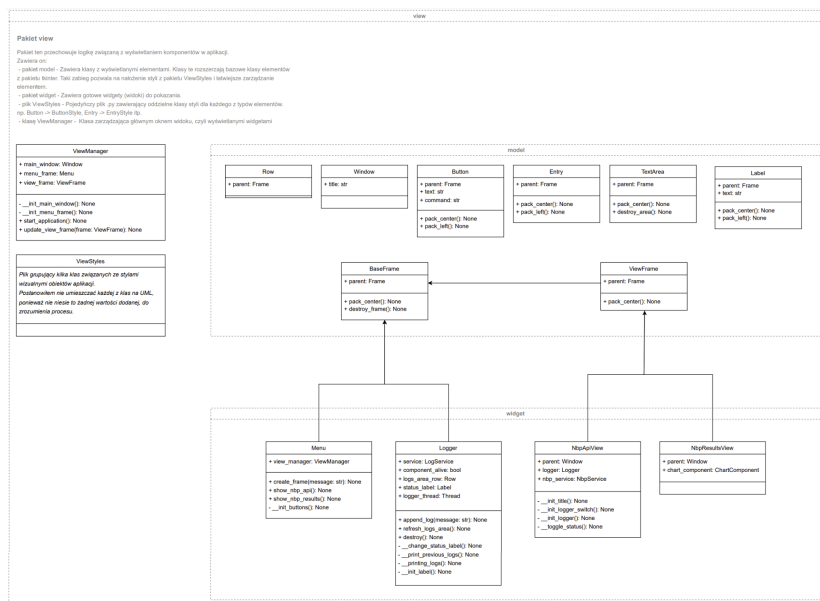 view
Pakiet view
Pakiet ten przechowuje logikę związaną z wyświetlaniem komponentów w aplikacji.
Zawiera on:
- pakiet model - Zawiera klasy z wyświetlanymi elementami. Klasy te rozszerzają bazowe klasy elementów
z pakietu tkinter. Taki zabieg pozwala na nałożenie styli z pakietu ViewStyles i łatwiejsze zarządzanie
elementem.
- pakiet widget - Zawiera gotowe widgety (widoki) do pokazania.
- plik ViewStyles - Pojedyńczy plik .py zawierający oddzielne klasy styli dla każdego z typów elementów.
np. Button -> ButtonStyle, Entry -> EntryStyle itp.
- klasę ViewManager - Klasa zarządzająca głównym oknem widoku, czyli wyświetlanymi widgetami
ViewManager
+ main_window: Window
+ menu_frame: Menu
+ view_frame: ViewFrame
- __init_main_window(): None
- __init_menu_frame(): None
+ start_application(): None
+ update_view_frame(frame: ViewFrame): None
ViewStyles
Plik grupujący kilka klas związanych ze stylami
wizualnymi obiektów aplikacji.
Postanowiłem nie umieszczać każdej z klas na UML,
ponieważ nie niesie to żadnej wartości dodanej, do
zrozumienia procesu.
model
Row
+ parent: Frame
Window
+ title: str
Button
+ parent: Frame
+ text: str
+ command: str
+ pack_center(): None
+ pack_left(): None
Entry
+ parent: Frame
+ pack_center(): None
+ pack_left(): None
TextArea
+ parent: Frame
+ pack_center(): None
+ destroy_area(): None
Label
+ parent: Frame
+ text: str
+ pack_center(): None
+ pack_left(): None
BaseFrame
+ parent: Frame
+ pack_center(): None
+ destroy_frame(): None
ViewFrame
+ parent: Frame
+ pack_center(): None
widget
Menu
+ view_manager: ViewManager
+ create_frame(message: str): None
+ show_nbp_api(): None
+ show_nbp_results(): None
- __init_buttons(): None
Logger
+ service: LogService
+ component_alive: bool
+ logs_area_row: Row
+ status_label: Label
+ logger_thread: Thread
+ append_log(message: str): None
+ refresh_logs_area(): None
+ destroy(): None
- __change_status_label(): None
- __print_previous_logs(): None
- __printing_logs(): None
- __init_label(): None
NbpApiView
+ parent: Window
+ logger: Logger
+ nbp_service: NbpService
- __init_title(): None
- __init_logger_switch(): None
- __init_logger(): None
- __toggle_status(): None
NbpResultsView
+ parent: Window
+ chart_component: ChartComponent